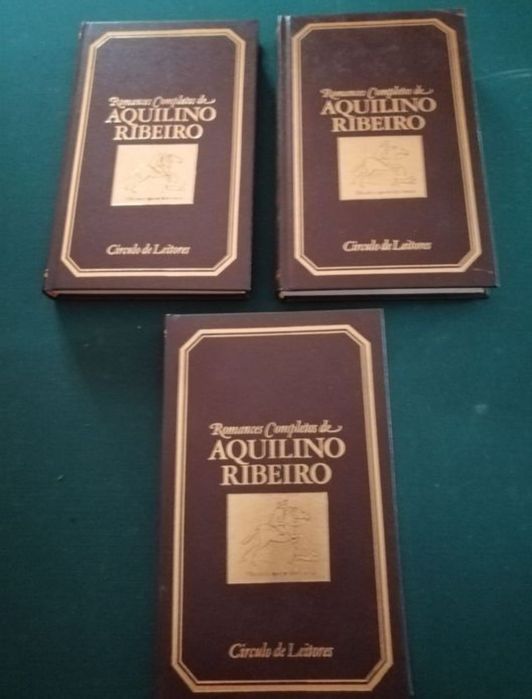 Romances Completos de
AQUILINO
RIBEIRO
Círculo de Leitores
Romances Completos de
AQUILINO
RIBEIRO
Círculo de Leitores
Romances Completos de
AQUILINO
RIBEIRO
Círculo de Leitores